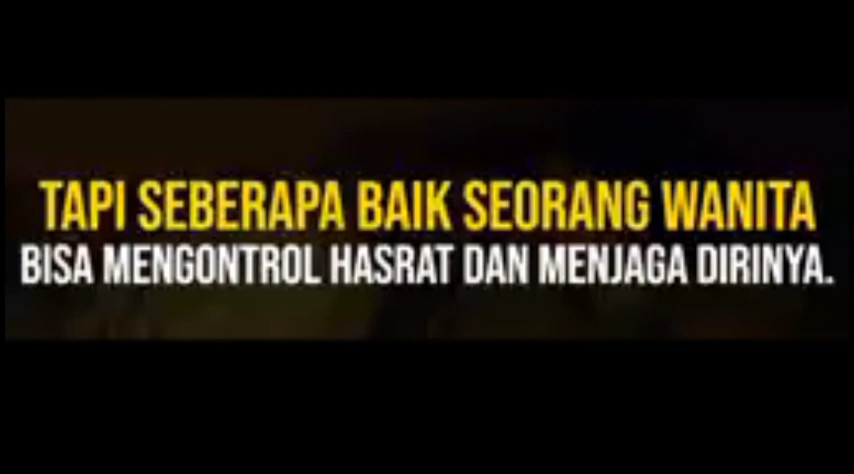 TAPI SEBERAPA BAIK SEORANG WANITA
BISA MENGONTROL HASRAT DAN MENJAGA DIRINYA.